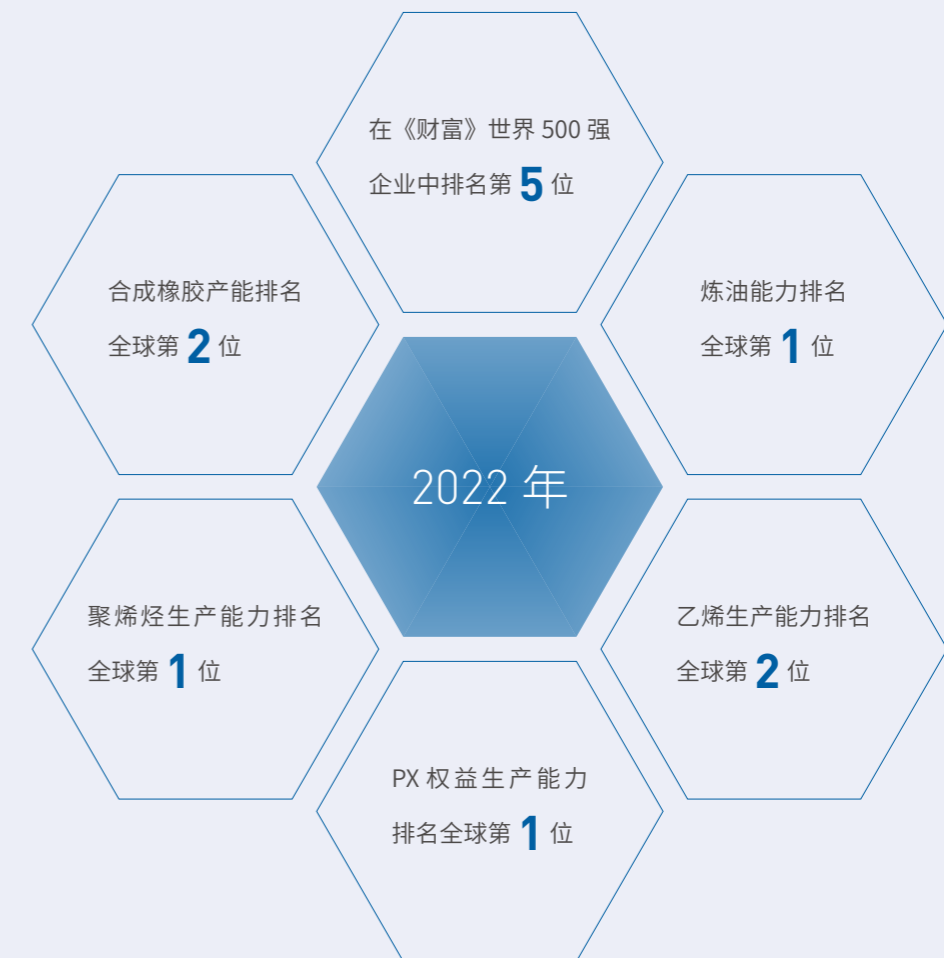 在《财富》世界 500 强
企业中排名第 5 位
合成橡胶产能排名
全球第 2 位
炼油能力排名
全球第 1 位
2022 年
聚烯烃生产能力排名
全球第 1 位
乙烯生产能力排名
全球第 2 位
PX 权益生产能力
排名全球第 1 位